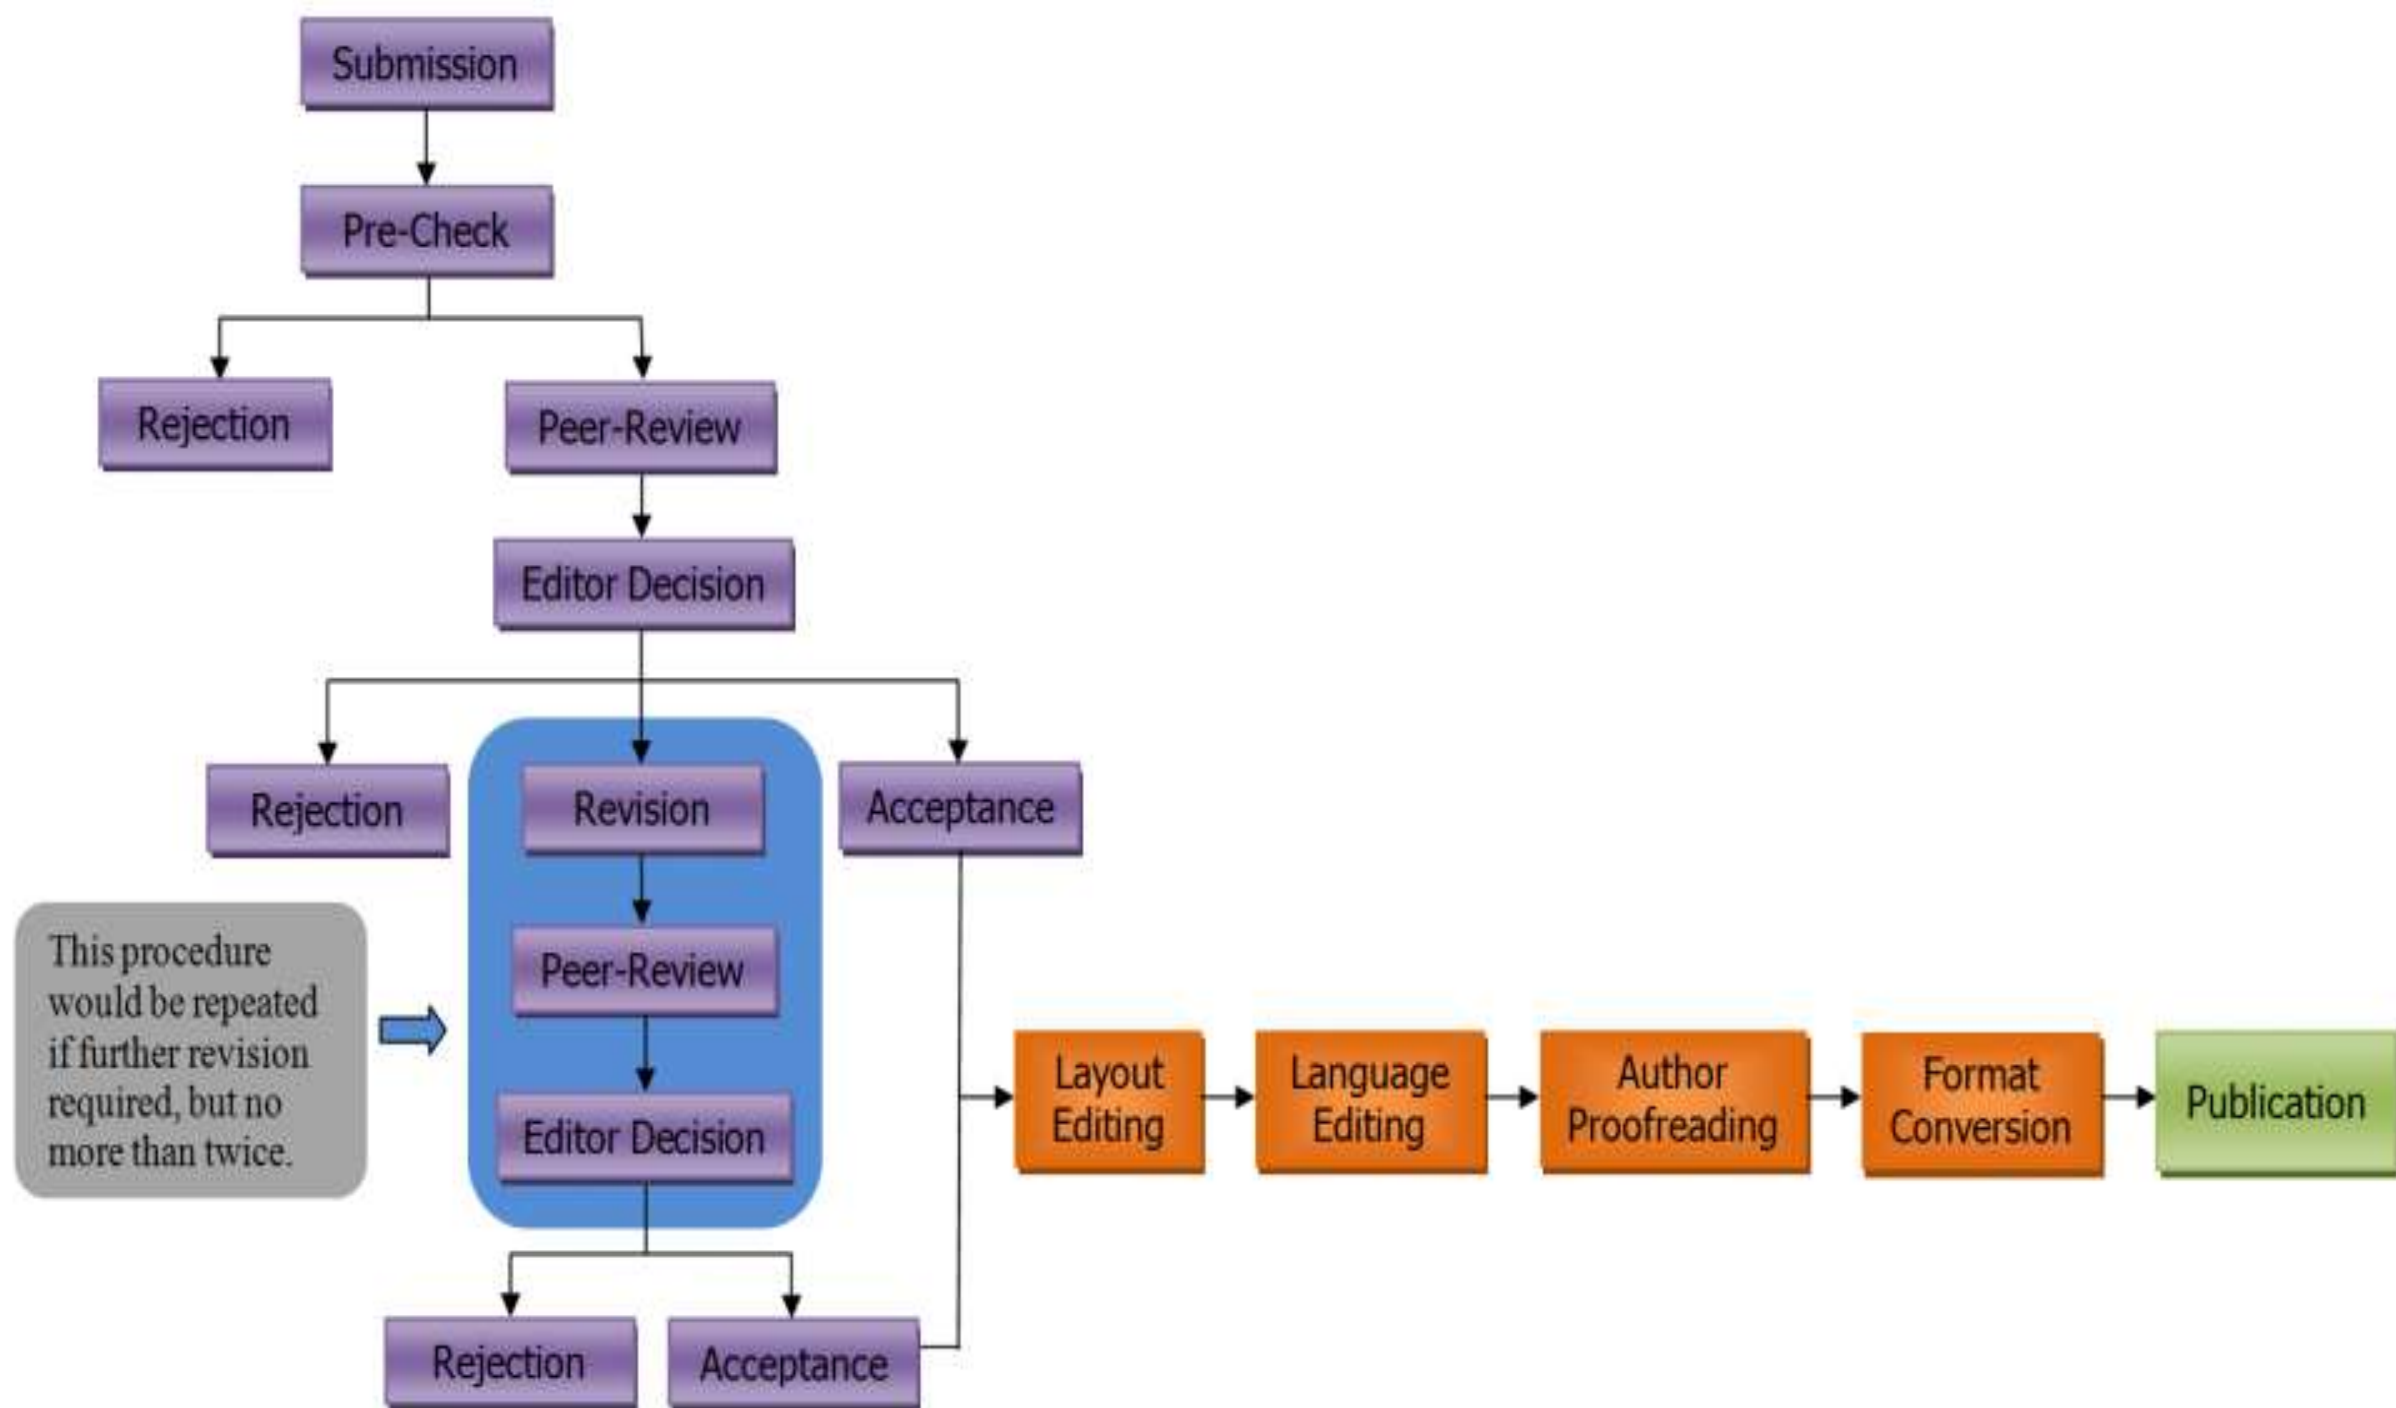 Submission
Pre-Check
Rejection
Peer-Review
Editor Decision
Rejection
Revision
Acceptance
This procedure
would be repeated
if further revision
required, but no
more than twice.
Peer-Review
Editor Decision
Rejection
Acceptance
Layout
Editing
Language
Editing
Author
Proofreading
Format
Conversion
Publication